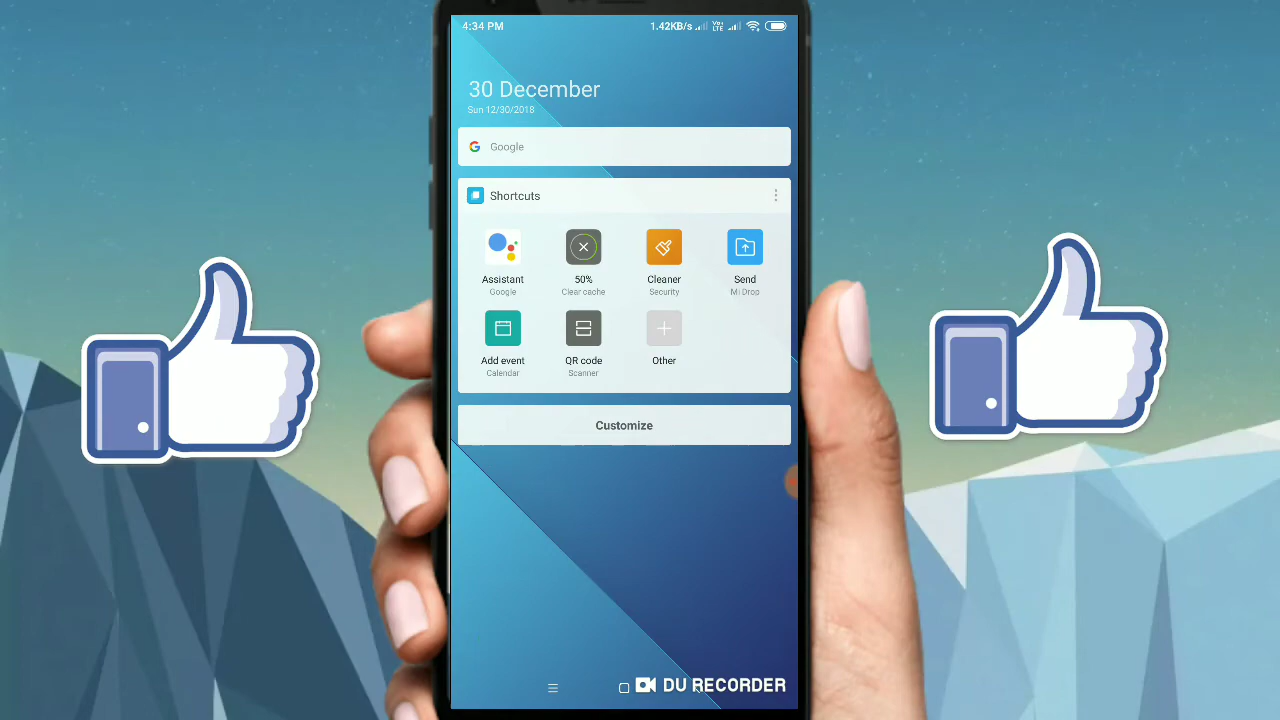 4:34 PM 1.42KB/s VoLTE
30 December
Sun 12/30/2018
Google
Shortcuts
Assistant 50% Cleaner Send
Google Clear cache Security Mi Drop
Add event QR code Other
Calendar Scanner
Customize
DU RECORDER